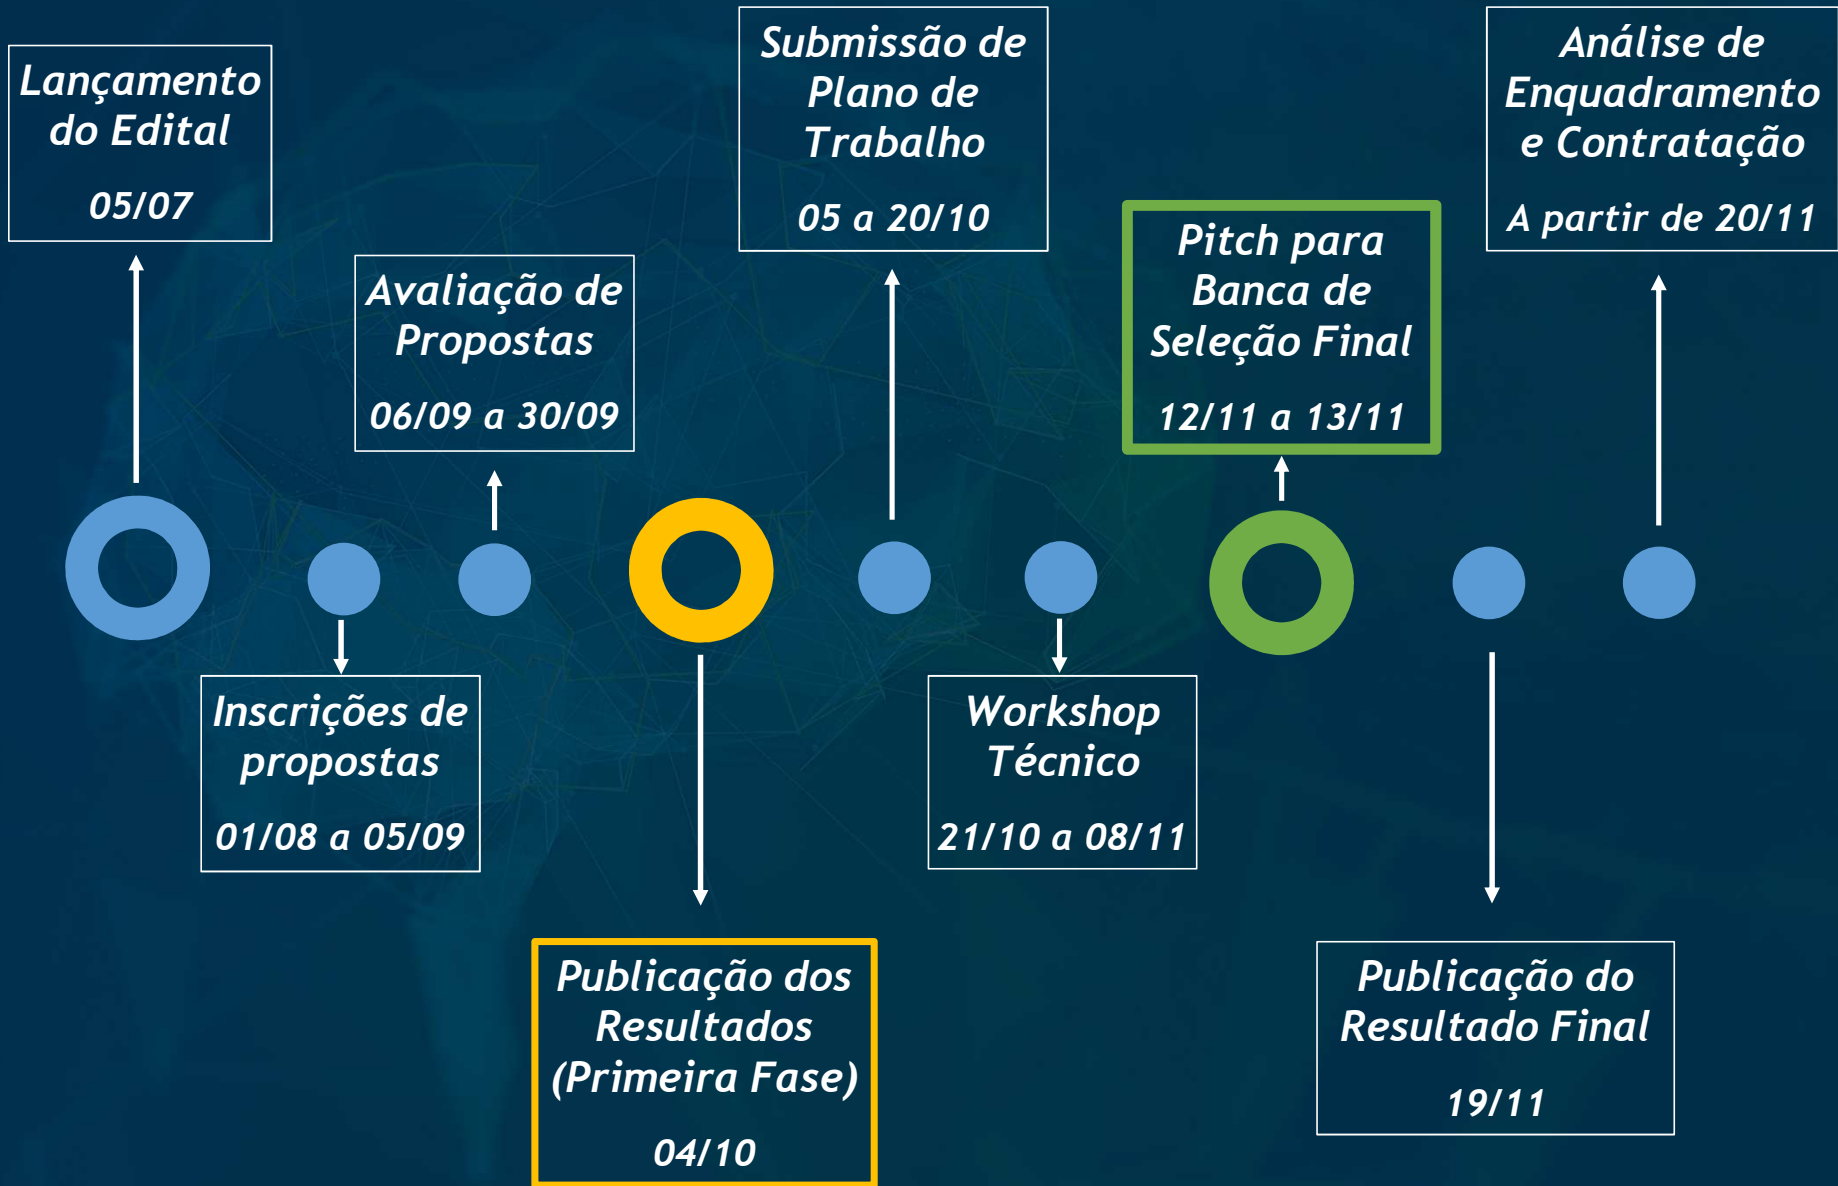 Lançamento
do Edital
05/07
Inscrições de
propostas
01/08 a 05/09
Avaliação de
Propostas
06/09 a 30/09
Publicação dos
Resultados
(Primeira Fase)
04/10
Submissão de
Plano de
Trabalho
05 a 20/10
Workshop
Técnico
21/10 a 08/11
Pitch para
Banca de
Seleção Final
12/11 a 13/11
Publicação do
Resultado Final
19/11
Análise de
Enquadramento
e Contratação
A partir de 20/11